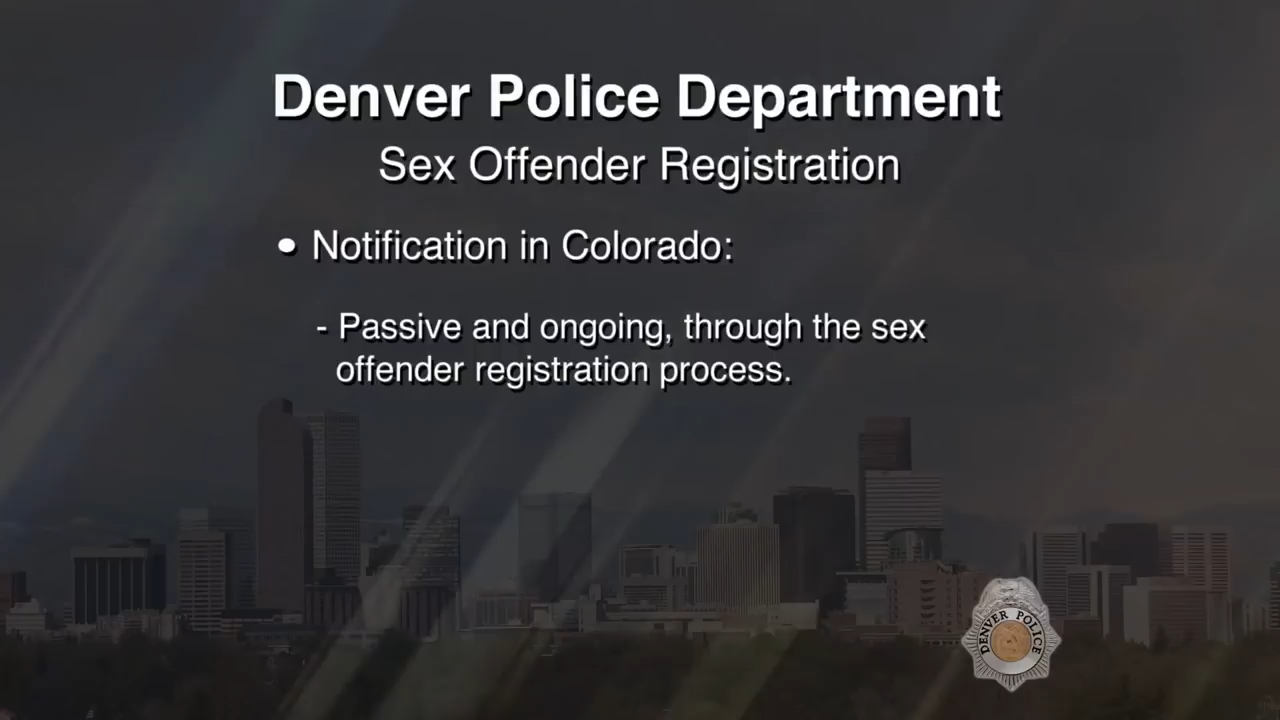 Denver Police Department
Sex Offender Registration
• Notification in Colorado:
- Passive and ongoing, through the sex
offender registration process.
DENVER POLICE